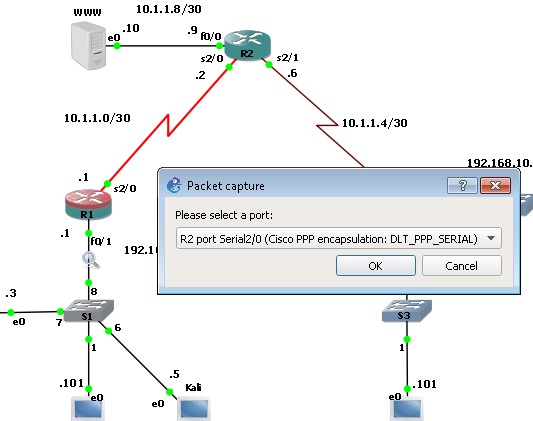 www
10.1.1.8/30
.10
e0
.9
f0/0
R2
s2/0
s2/1
.2
.6
10.1.1.0/30
10.1.1.4/30
192.168.10.
.1
s2/0
Packet capture
Please select a port:
R2 port Serial2/0 (Cisco PPP encapsulation: DLT_PPP_SERIAL)
OK
Cancel
R1
.1
f0/1
192.16
.3
e0
7
8
S1
6
S3
1
1
.5
.101
e0
e0
Kali
.101
e0